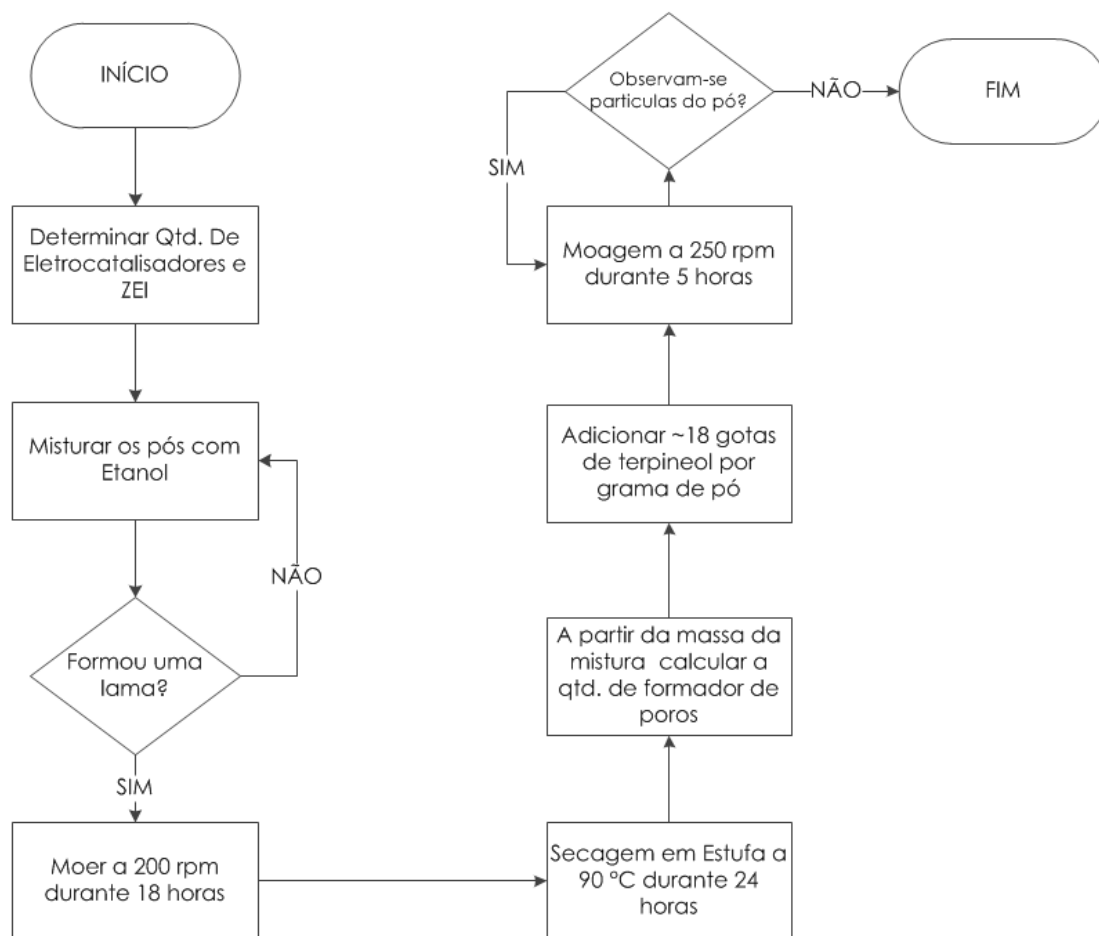 INÍCIO
Determinar Qtd. De
Eletrocatalisadores e
ZEI
Misturar os pós com
Etanol
NÃO
Formou uma
lama?
SIM
Moer a 200 rpm
durante 18 horas
Secagem em Estufa a
90 ºC durante 24
horas
A partir da massa da
mistura calcular a
qtd. de formador de
poros
Adicionar ~18 gotas
de terpineol por
grama de pó
Moagem a 250 rpm
durante 5 horas
SIM
Observam-se
particulas do pó?
NÃO
FIM